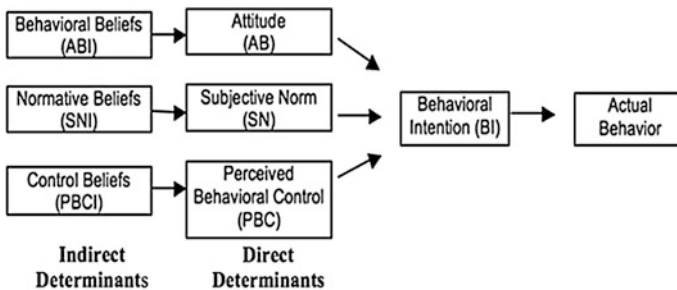 Behavioral Beliefs
(ABI)
Attitude
(AB)
Normative Beliefs
(SNI)
Subjective Norm
(SN)
Behavioral
Intention (BI)
Actual
Behavior
Control Beliefs
(PBCI)
Perceived
Behavioral Control
(PBC)
Indirect
Determinants
Direct
Determinants